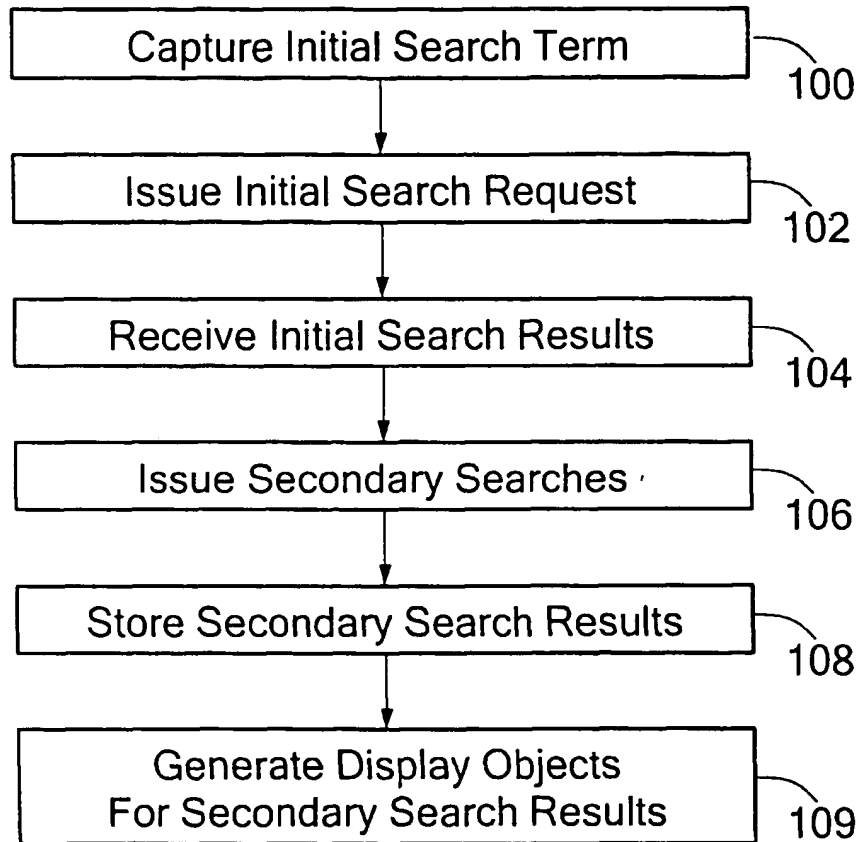 Capture Initial Search Term
100
Issue Initial Search Request
102
Receive Initial Search Results
104
Issue Secondary Searches
106
Store Secondary Search Results
108
Generate Display Objects
For Secondary Search Results
109